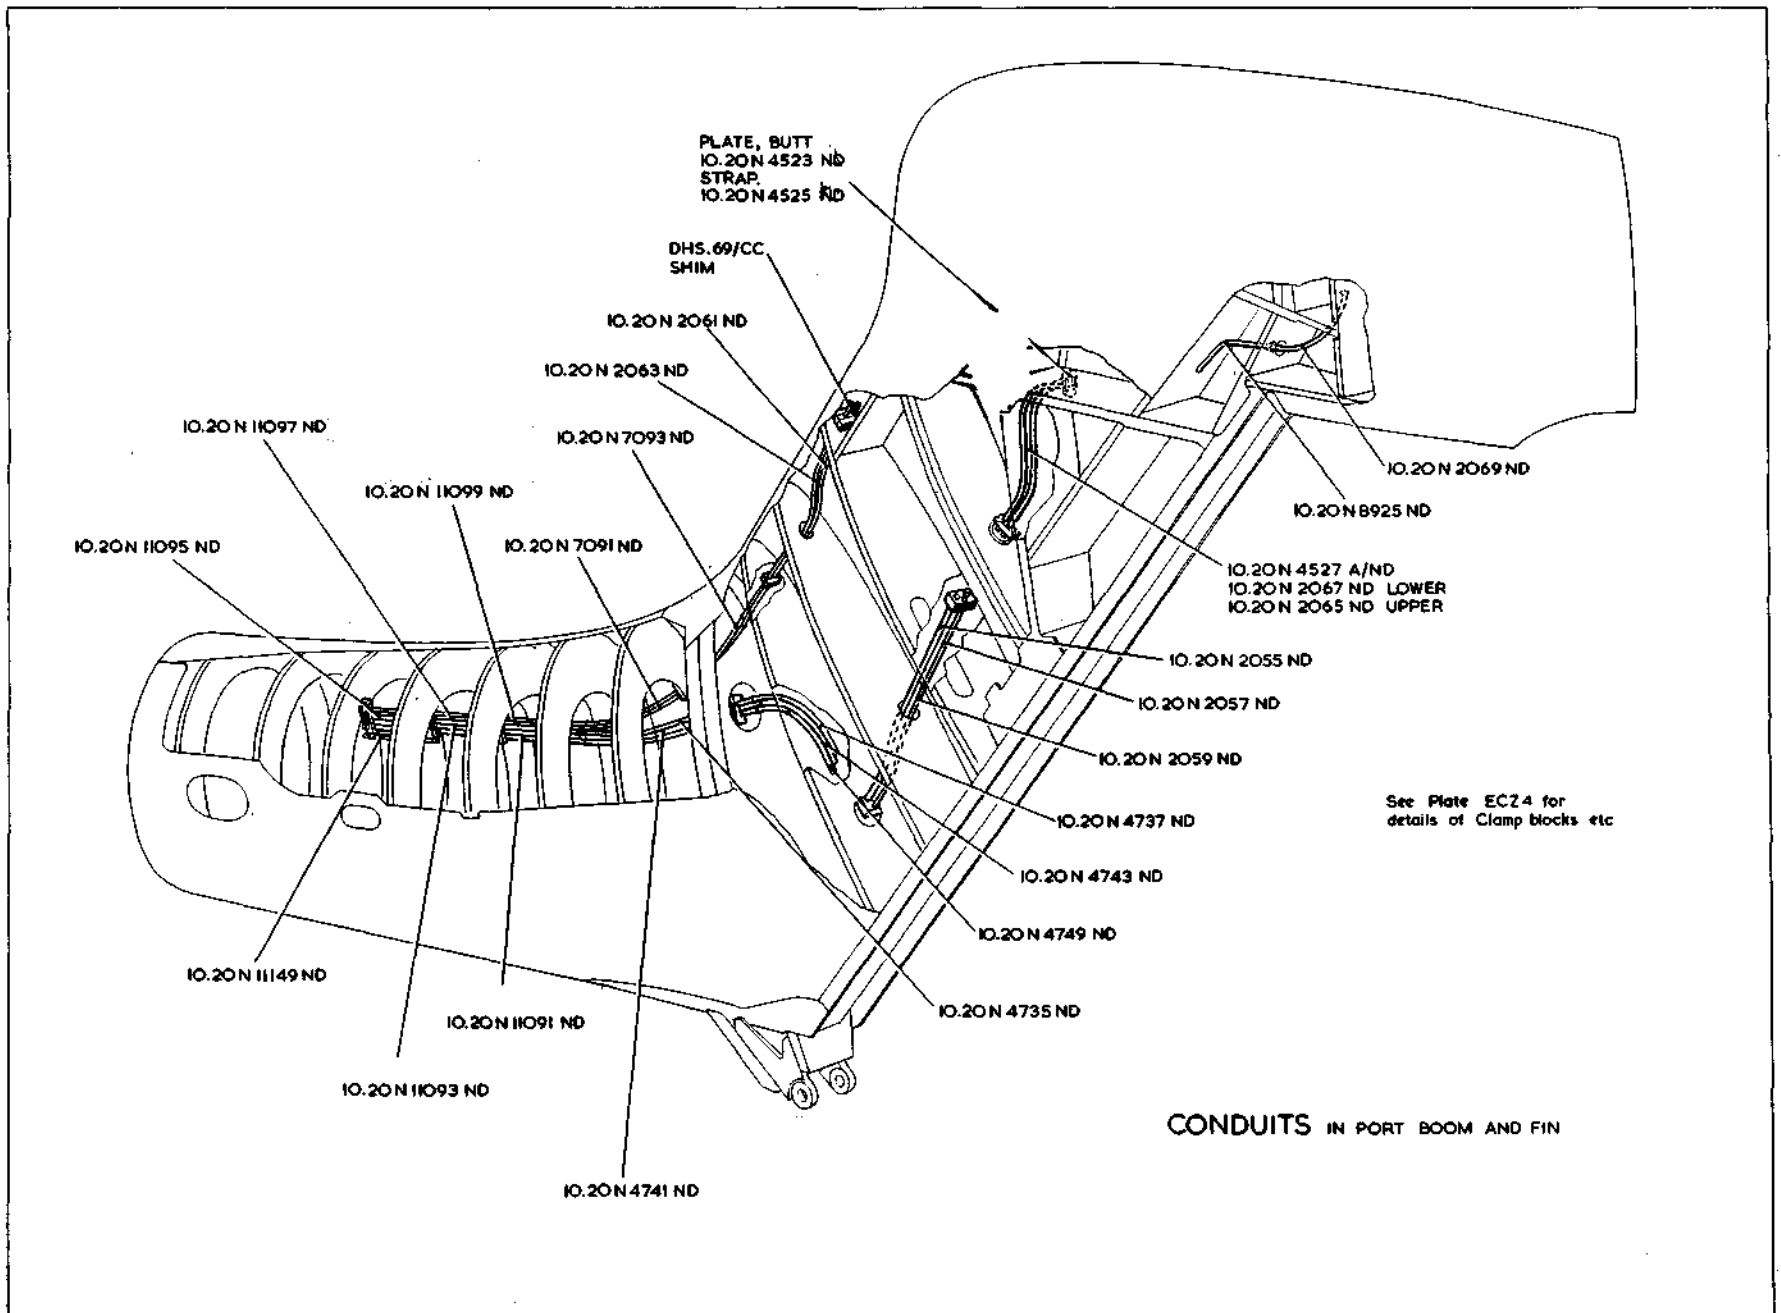 PLATE, BUTT
10.20N 4523 ND
STRAP.
10.20N 4525 ND
DHS.69/CC
SHIM
10.20N 2061 ND
10.20N 2063 ND
10.20N 11097 ND
10.20N 7093 ND
10.20N 2069 ND
10.20N 11099 ND
10.20N 8925 ND
10.20N 11095 ND
10.20N 7091 ND
10.20N 4527 A/ND
10.20N 2067 ND LOWER
10.20N 2065 ND UPPER
10.20N 2055 ND
10.20N 2057 ND
10.20N 2059 ND
See Plate ECZ4 for
details of Clamp blocks etc
10.20N 4737 ND
10.20N 4743 ND
10.20N 4749 ND
10.20N 11149 ND
10.20N 4735 ND
10.20N 11091 ND
10.20N 11093 ND
CONDUITS IN PORT BOOM AND FIN
10.20N 4741 ND